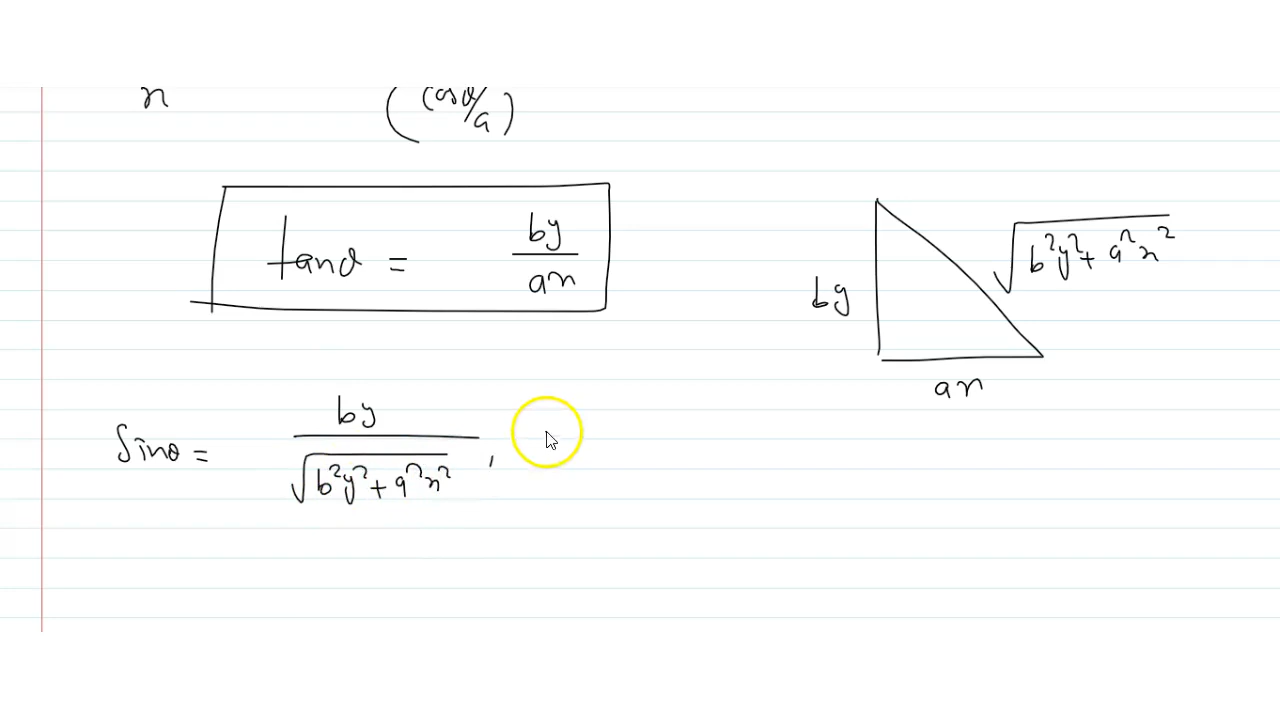 x
(cosθ/a)
tanθ = by/ax
√b²y²+a²x²
by
ax
Sinθ = by/√b²y²+a²x² ,